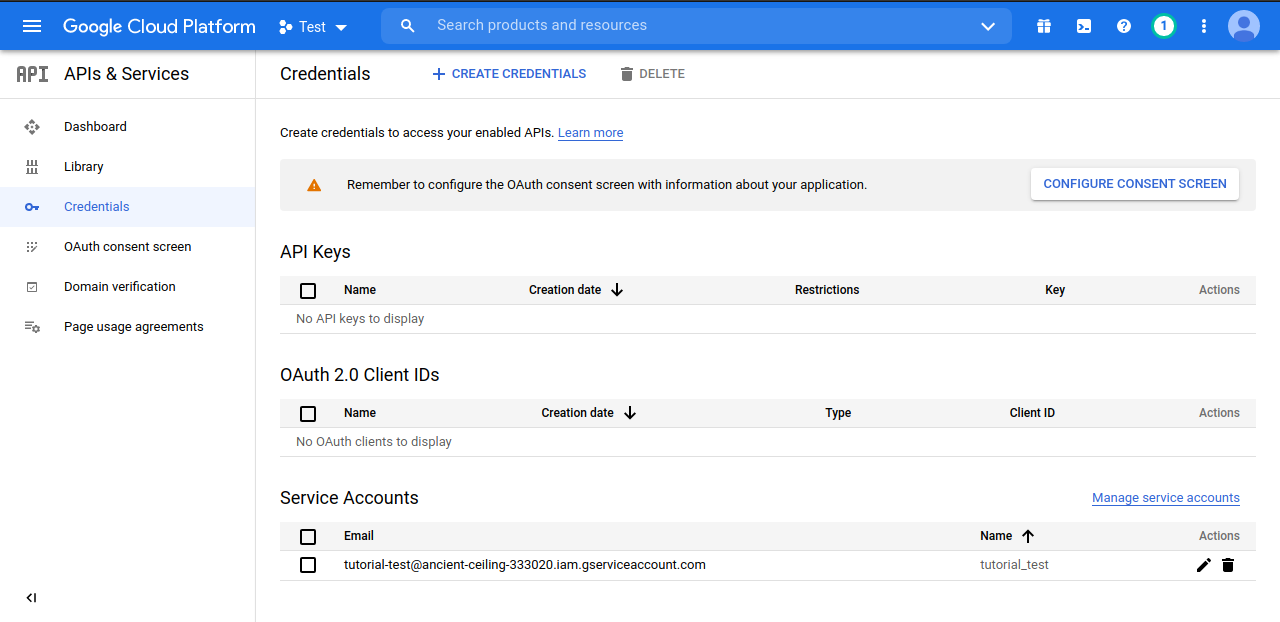 Google Cloud Platform
Test
Search products and resources
1
API APIs & Services
Credentials
CREATE CREDENTIALS
DELETE
Dashboard
Library
Credentials
OAuth consent screen
Domain verification
Page usage agreements
Create credentials to access your enabled APIs. Learn more
Remember to configure the OAuth consent screen with information about your application.
CONFIGURE CONSENT SCREEN
API Keys
Name Creation date Restrictions Key Actions
No API keys to display
OAuth 2.0 Client IDs
Name Creation date Type Client ID Actions
No OAuth clients to display
Service Accounts
Manage service accounts
Email Name Actions
tutorial-test@ancient-ceiling-333020.iam.gserviceaccount.com tutorial_test